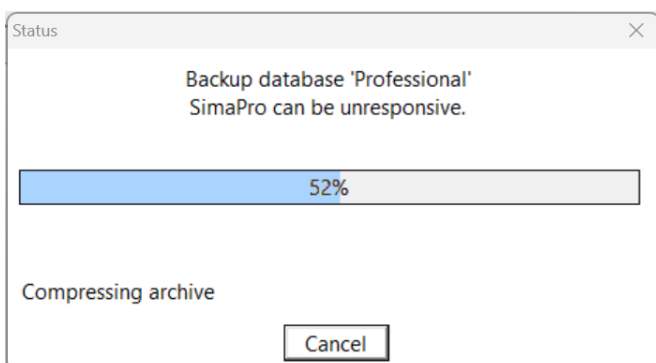 Status
Backup database 'Professional'
SimaPro can be unresponsive.
52%
Compressing archive
Cancel